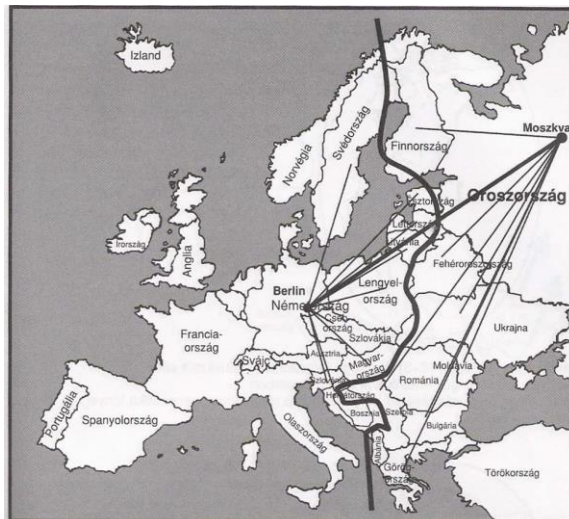 Izland
Svédország
Norvégia
Finnország
Moszkva
Oroszország
Észtország
Lettország
Litvánia
Írország
Anglia
Fehéroroszország
Berlin
Németország
Lengyel-
ország
Cseh-
ország
Szlovákia
Ukrajna
Francia-
ország
Svájc
Ausztria
Magyar-
ország
Moldávia
Szlovénia
Horvátország
Románia
Bosznia
Szerbia
Bulgária
Portugália
Spanyolország
Olaszország
Albánia
Görög-
ország
Törökország